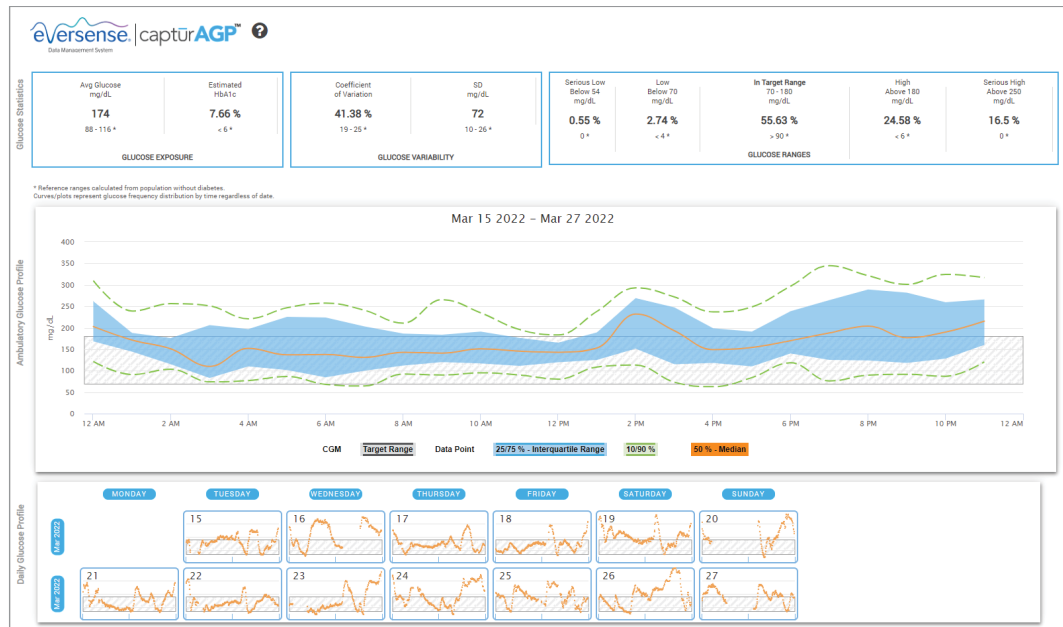 eversense. | captūrAGP™ ?
Data Management System
Glucose Statistics
Avg Glucose
mg/dL
174
88 - 116 *
Estimated
HbA1c
7.66 %
< 6 *
GLUCOSE EXPOSURE
Coefficient
of Variation
41.38 %
19 - 25 *
SD
mg/dL
72
10 - 26 *
GLUCOSE VARIABILITY
Serious Low
Below 54
mg/dL
0.55 %
0 *
Low
Below 70
mg/dL
2.74 %
< 4 *
In Target Range
70 - 180
mg/dL
55.63 %
> 90 *
High
Above 180
mg/dL
24.58 %
< 6 *
Serious High
Above 250
mg/dL
16.5 %
0 *
GLUCOSE RANGES
* Reference ranges calculated from population without diabetes.
Curves/plots represent glucose frequency distribution by time regardless of date.
Ambulatory Glucose Profile
Mar 15 2022 – Mar 27 2022
mg / dL
400
350
300
250
200
150
100
50
0
12 AM 2 AM 4 AM 6 AM 8 AM 10 AM 12 PM 2 PM 4 PM 6 PM 8 PM 10 PM 12 AM
CGM Target Range Data Point 25/75 % - Interquartile Range 10/90 % 50 % - Median
Daily Glucose Profile
MONDAY TUESDAY WEDNESDAY THURSDAY FRIDAY SATURDAY SUNDAY
Mar 2022
15 16 17 18 19 20
Mar 2022
21 22 23 24 25 26 27